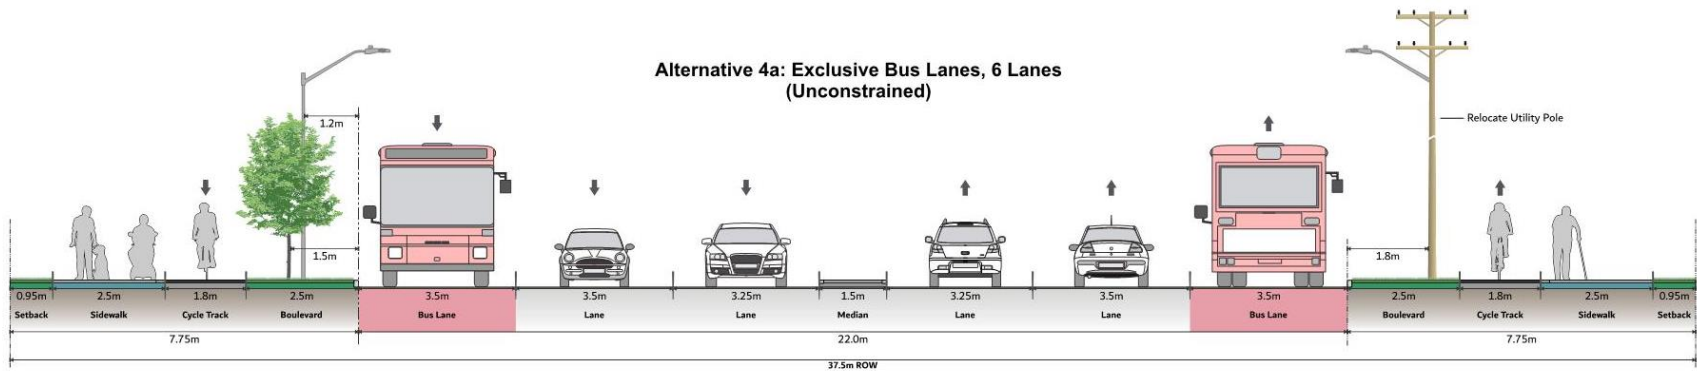 Alternative 4a: Exclusive Bus Lanes, 6 Lanes
(Unconstrained)
Relocate Utility Pole
1.2m
1.5m
1.8m
0.95m 2.5m 1.8m 2.5m 3.5m 3.5m 3.25m 1.5m 3.25m 3.5m 3.5m 2.5m 1.8m 2.5m 0.95m
Setback Sidewalk Cycle Track Boulevard Bus Lane Lane Lane Median Lane Lane Bus Lane Boulevard Cycle Track Sidewalk Setback
7.75m 22.0m 7.75m
37.5m ROW